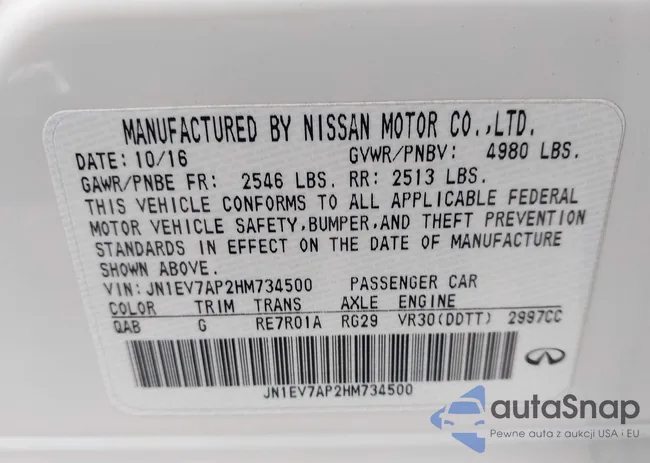 MANUFACTURED BY NISSAN MOTOR CO.,LTD.
DATE: 10/16 GVWR/PNBV: 4980 LBS.
GAWR/PNBE FR: 2546 LBS. RR: 2513 LBS.
THIS VEHICLE CONFORMS TO ALL APPLICABLE FEDERAL
MOTOR VEHICLE SAFETY,BUMPER,AND THEFT PREVENTION
STANDARDS IN EFFECT ON THE DATE OF MANUFACTURE
SHOWN ABOVE.
VIN: JN1EV7AP2HM734500 PASSENGER CAR
COLOR TRIM TRANS AXLE ENGINE
QAB G RE7R01A RG29 VR30(DDTT) 2997CC
JN1EV7AP2HM734500
autaSnap
Pewne auta z aukcji USA i EU